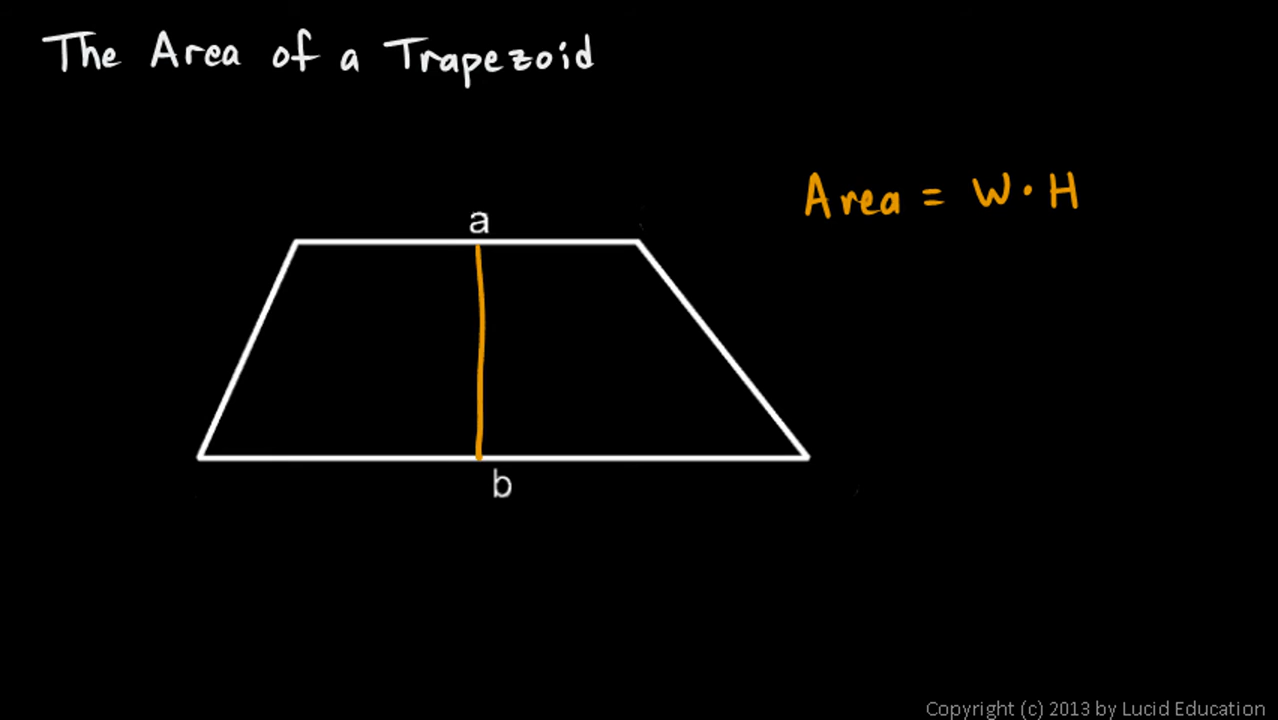 The Area of a Trapezoid
Area = W · H
a
b
Copyright (c) 2013 by Lucid Education